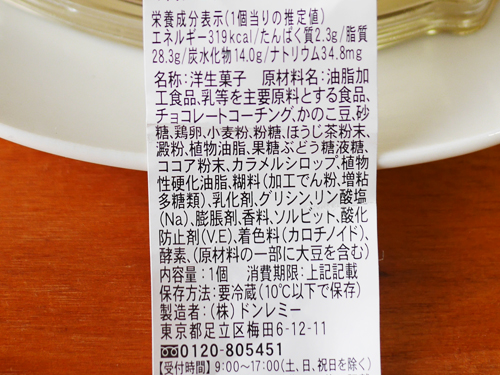 栄養成分表示(1個当りの推定値)
エネルギー319kcal/たんぱく質2.3g/脂質
28.3g/炭水化物14.0g/ナトリウム34.8mg
名称:洋生菓子　原材料名:油脂加
工食品、乳等を主要原料とする食品、
チョコレートコーチング、かのこ豆、砂
糖、鶏卵、小麦粉、粉糖、ほうじ茶粉末、
澱粉、植物油脂、果糖ぶどう糖液糖、
ココア粉末、カラメルシロップ、植物
性硬化油脂、糊料(加工でん粉、増粘
多糖類)、乳化剤、グリシン、リン酸塩
(Na)、膨脹剤、香料、ソルビット、酸化
防止剤(V.E)、着色料(カロチノイド)、
酵素、(原材料の一部に大豆を含む)
内容量:1個　消費期限:上記記載
保存方法:要冷蔵(10℃以下で保存)
製造者:(株)ドンレミー
東京都足立区梅田6-12-11
0120-805451
【受付時間】9:00～17:00(土、日、祝日を除く)